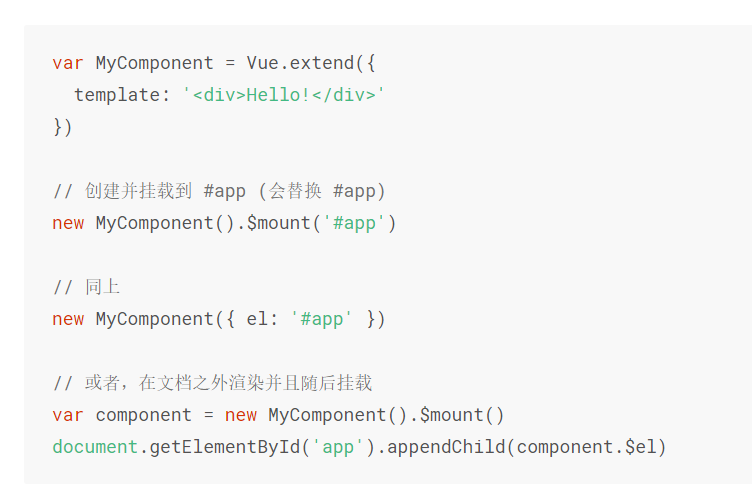 var MyComponent = Vue.extend({
  template: '<div>Hello!</div>'
})
// 创建并挂载到 #app (会替换 #app)
new MyComponent().$mount('#app')
// 同上
new MyComponent({ el: '#app' })
// 或者，在文档之外渲染并且随后挂载
var component = new MyComponent().$mount()
document.getElementById('app').appendChild(component.$el)